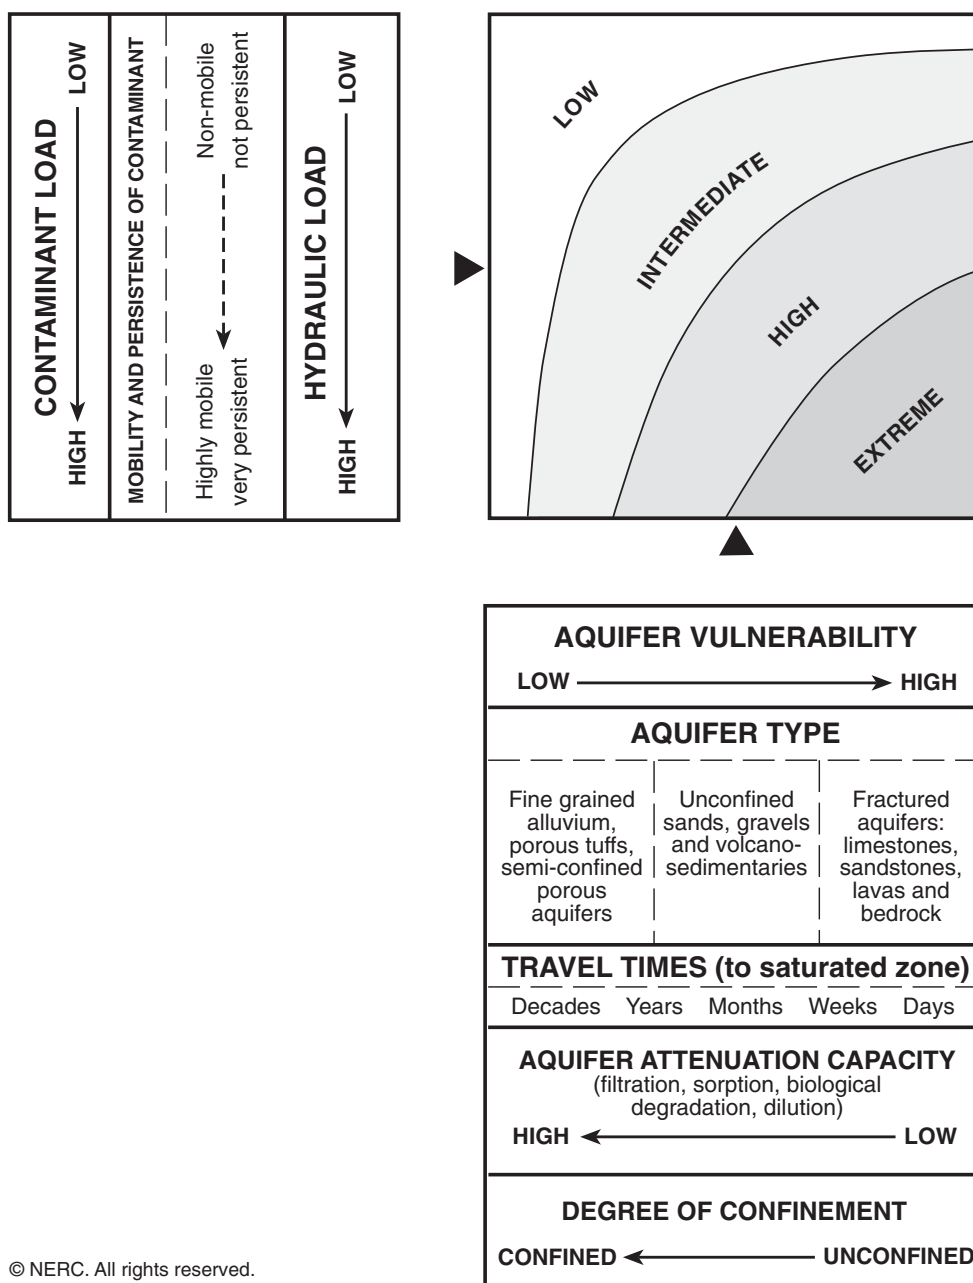 CONTAMINANT LOAD
LOW
HIGH
MOBILITY AND PERSISTENCE OF CONTAMINANT
Non-mobile
not persistent
Highly mobile
very persistent
HYDRAULIC LOAD
LOW
HIGH
LOW
INTERMEDIATE
HIGH
EXTREME
AQUIFER VULNERABILITY
LOW HIGH
AQUIFER TYPE
Fine grained
alluvium,
porous tuffs,
semi-confined
porous
aquifers
Unconfined
sands, gravels
and volcano-
sedimentaries
Fractured
aquifers:
limestones,
sandstones,
lavas and
bedrock
TRAVEL TIMES (to saturated zone)
Decades Years Months Weeks Days
AQUIFER ATTENUATION CAPACITY
(filtration, sorption, biological
degradation, dilution)
HIGH LOW
DEGREE OF CONFINEMENT
CONFINED UNCONFINED
© NERC. All rights reserved.